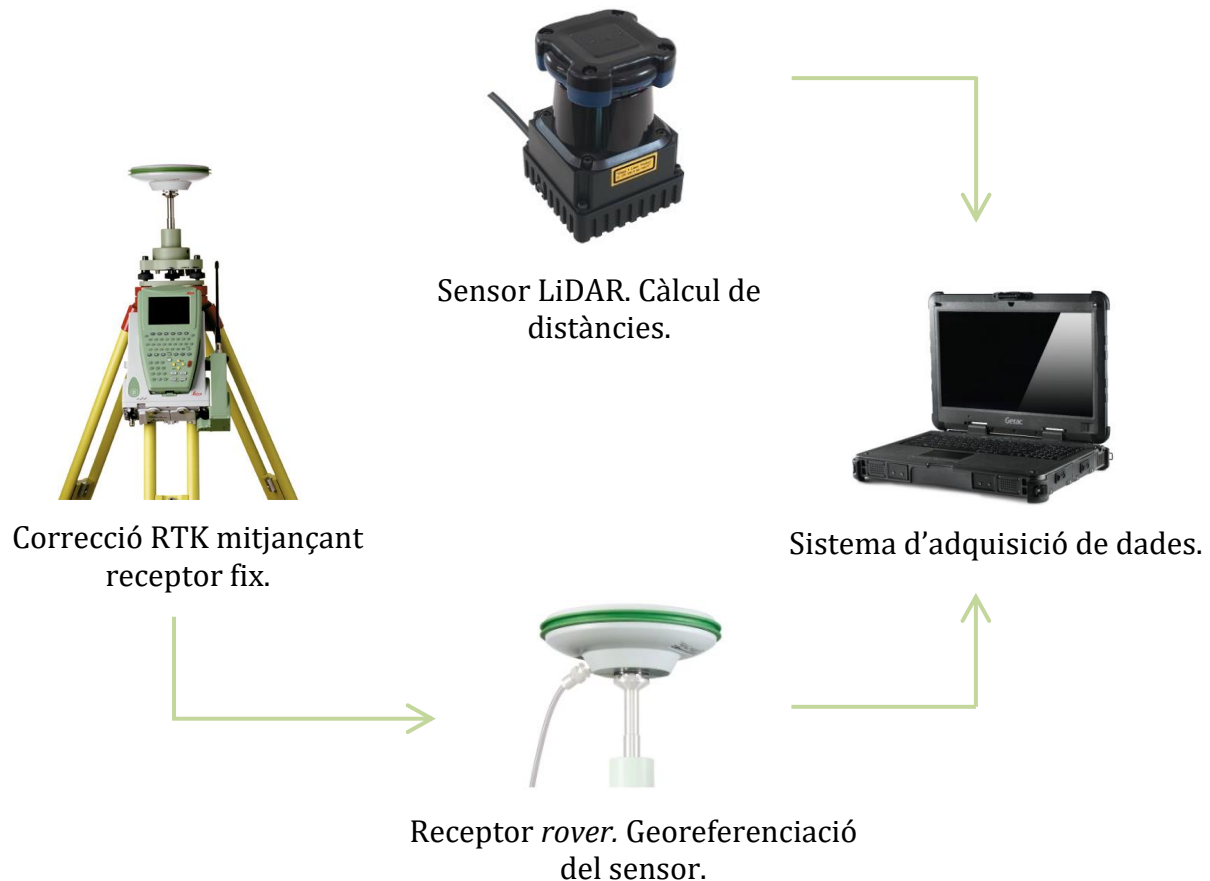 Sensor LiDAR. Càlcul de
distàncies.
Correcció RTK mitjançant
receptor fix.
Getac
Sistema d'adquisició de dades.
Receptor rover. Georeferenciació
del sensor.